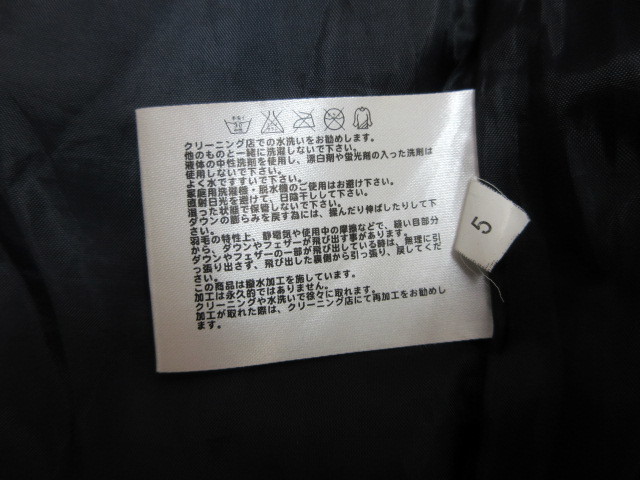 クリーニング店での水洗いをお勧めします。
他のものと一緒に洗濯しないで下さい。
液体の中性洗剤を使用し、漂白剤や蛍光剤の入った洗剤は
使用しないで下さい。
よく水ですすいで下さい。
家庭用洗濯機・脱水機のご使用はお避け下さい。
直射日光を避けて、日陰干しして下さい。
湿った状態で保管しないで下さい。
ダウンの膨らみを戻す為には、揉んだり伸ばしたりして下
さい。
羽毛の特性上、静電気や使用中の摩擦などで、縫い目部分
から、ダウンやフェザーが飛び出す事があります。
ダウンやフェザーの一部が飛び出している時は、無理に引
っ張り出さず、飛び出した裏側から引っ張り、戻してくだ
さい。
この商品は撥水加工を施しています。
加工は永久的ではありません。
クリーニングや水洗いで徐々に取れます。
加工が取れた際は、クリーニング店にて再加工をお勧めし
ます。
5